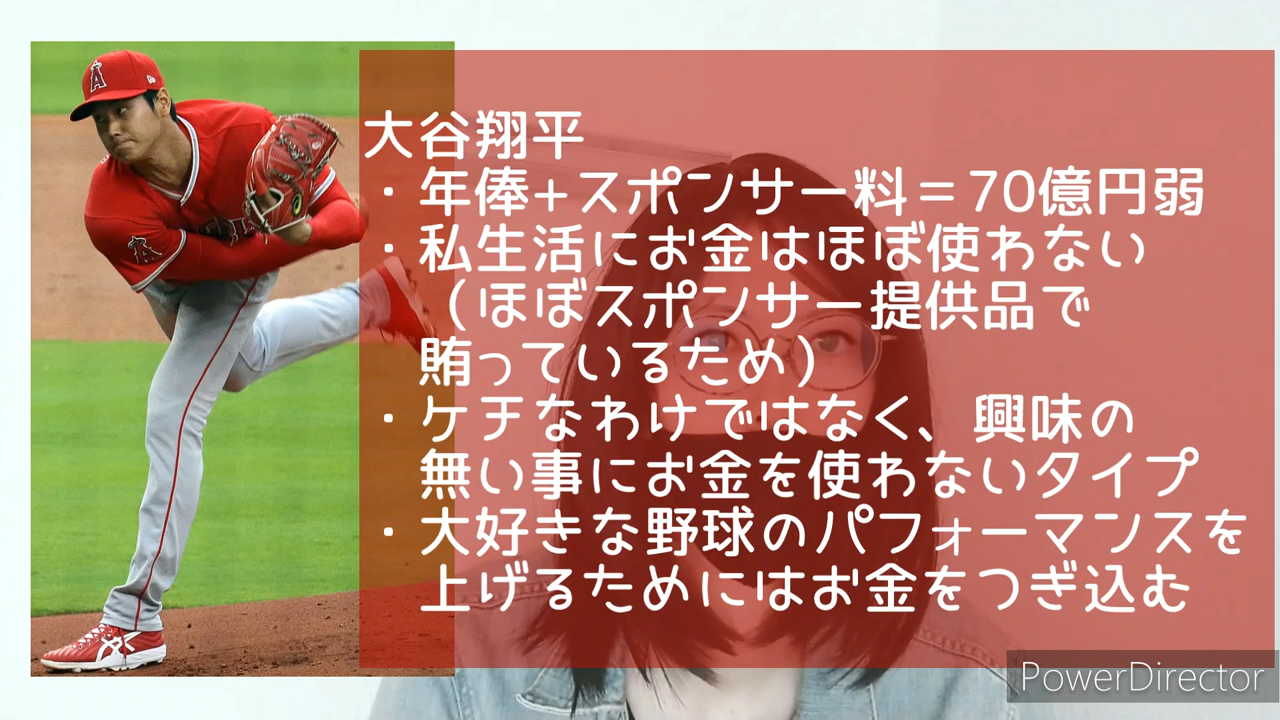 大谷翔平
・年俸+スポンサー料＝70億円弱
・私生活にお金はほぼ使わない
（ほぼスポンサー提供品で
賄っているため）
・ケチなわけではなく、興味の
無い事にお金を使わないタイプ
・大好きな野球のパフォーマンスを
上げるためにはお金をつぎ込む
A
PowerDirector